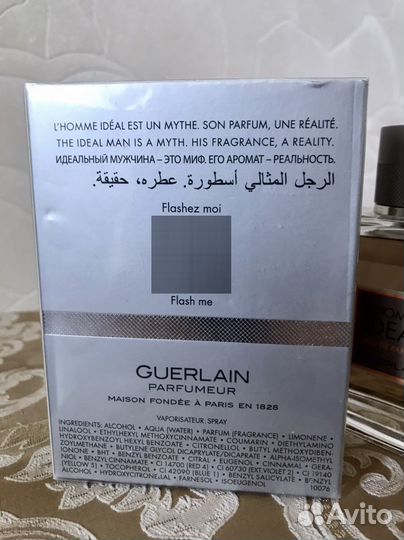 L'HOMME IDÉAL EST UN MYTHE. SON PARFUM, UNE RÉALITÉ.
THE IDEAL MAN IS A MYTH. HIS FRAGRANCE, A REALITY.
ИДЕАЛЬНЫЙ МУЖЧИНА – ЭТО МИФ. ЕГО АРОМАТ – РЕАЛЬНОСТЬ.
الرجل المثالي أسطورة. عطره، حقيقة.
Flashez moi
Flash me
GUERLAIN
PARFUMEUR
MAISON FONDÉE À PARIS EN 1828
VAPORISATEUR. SPRAY
INGREDIENTS: ALCOHOL • AQUA (WATER) • PARFUM (FRAGRANCE) • LIMONENE •
LINALOOL • ETHYLHEXYL METHOXYCINNAMATE • COUMARIN • DIETHYLAMINO
HYDROXYBENZOYL HEXYL BENZOATE • CITRONELLOL • BUTYL METHOXYDIBEN-
ZOYLMETHANE • BUTYLENE GLYCOL DICAPRYLATE/DICAPRATE • ALPHA-ISOMETHYL
IONONE • BHT • BENZYL BENZOATE • CITRAL • EUGENOL • CINNAMAL • GERA-
NIOL • BENZYL CINNAMATE • CI 14700 (RED 4) • CI 60730 (EXT. VIOLET 2) • CI 19140
(YELLOW 5) • TOCOPHEROL • CI 42090 (BLUE 1) • BENZYL SALICYLATE • BENZYL
ALCOHOL • HYDROXYCITRONELLAL • FARNESOL • ISOEUGENOL
10076
Avito